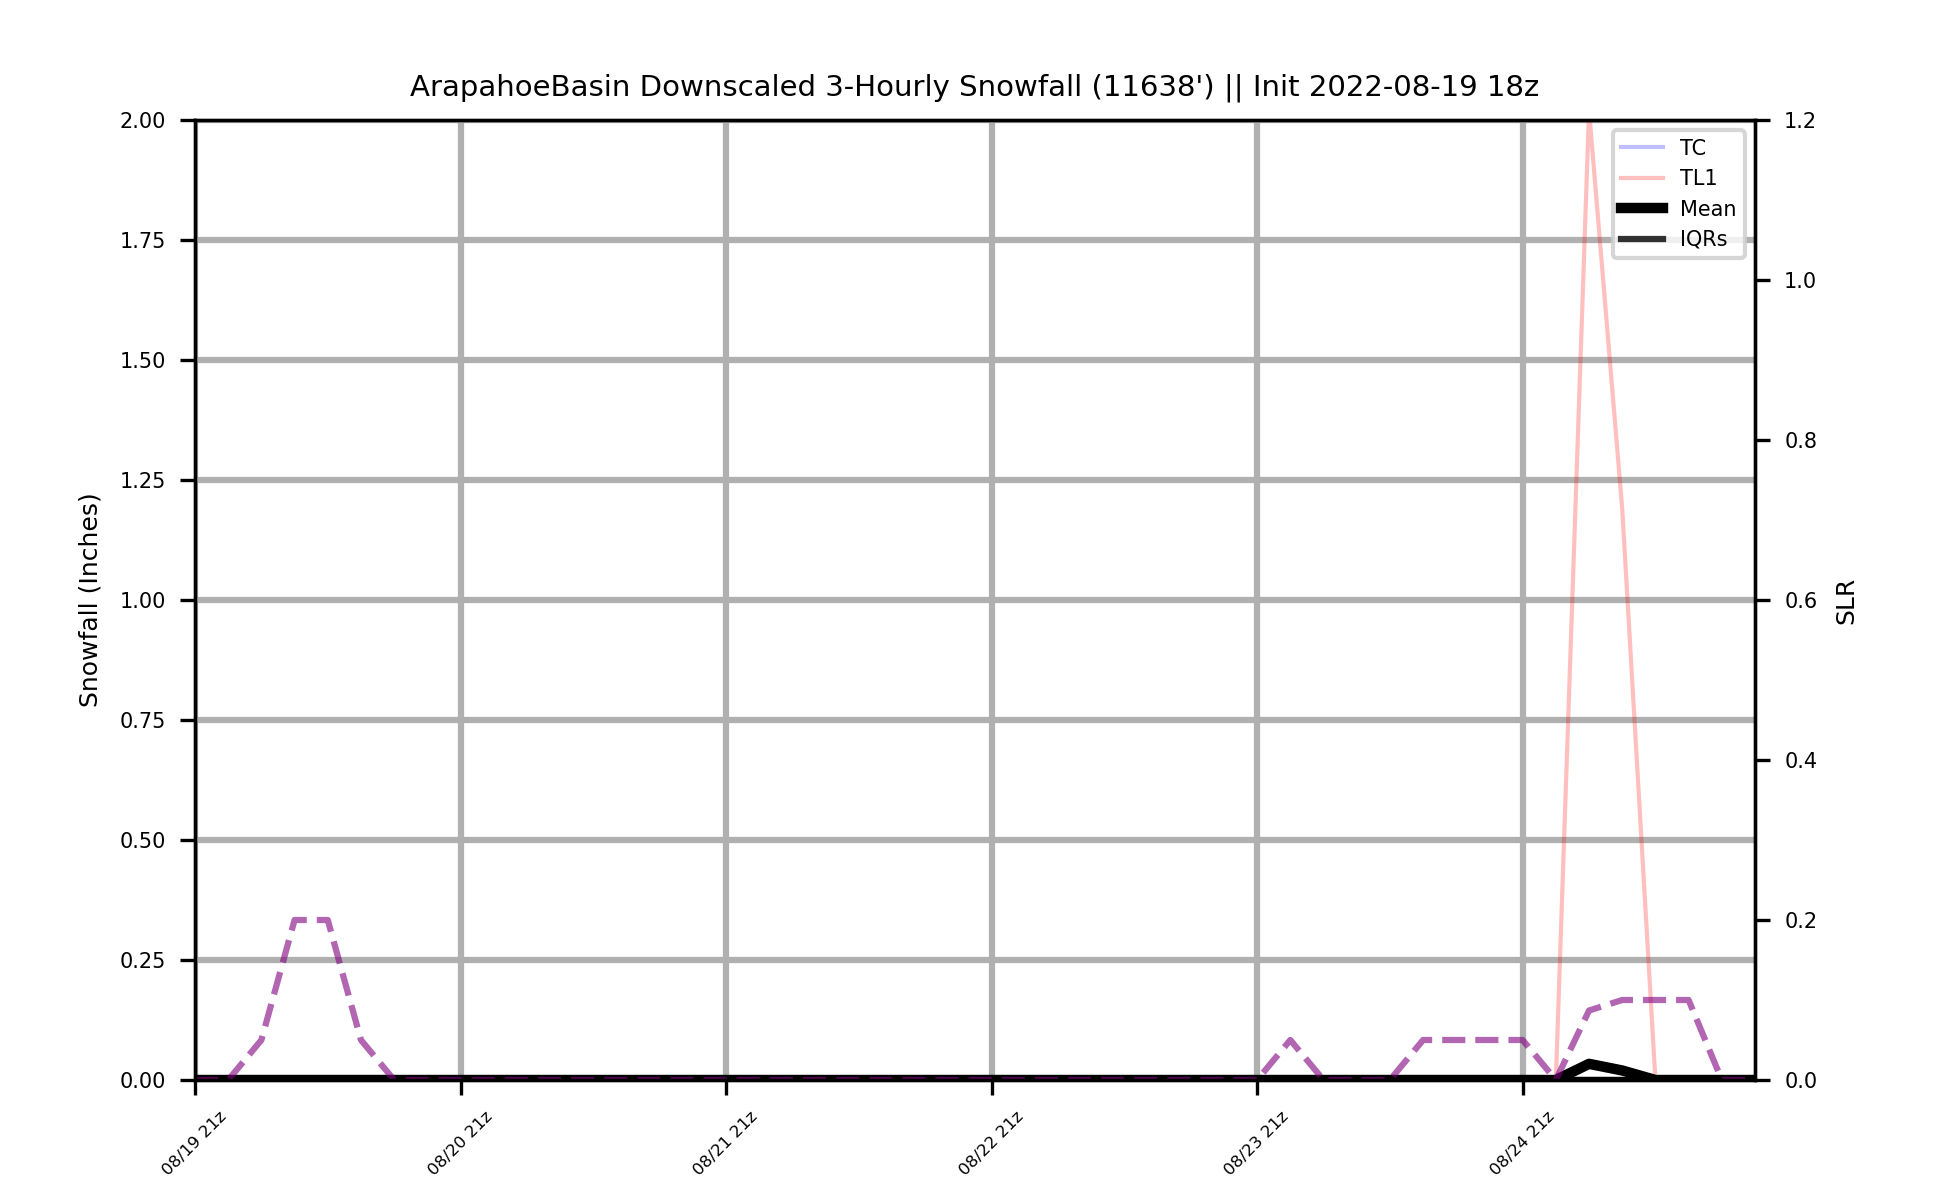 ArapahoeBasin Downscaled 3-Hourly Snowfall (11638') || Init 2022-08-19 18z
2.00
1.75
1.50
1.25
1.00
0.75
0.50
0.25
0.00
Snowfall (Inches)
TC
TL1
Mean
IQRs
1.2
1.0
0.8
0.6
0.4
0.2
0.0
SLR
08/19 21z
08/20 21z
08/21 21z
08/22 21z
08/23 21z
08/24 21z